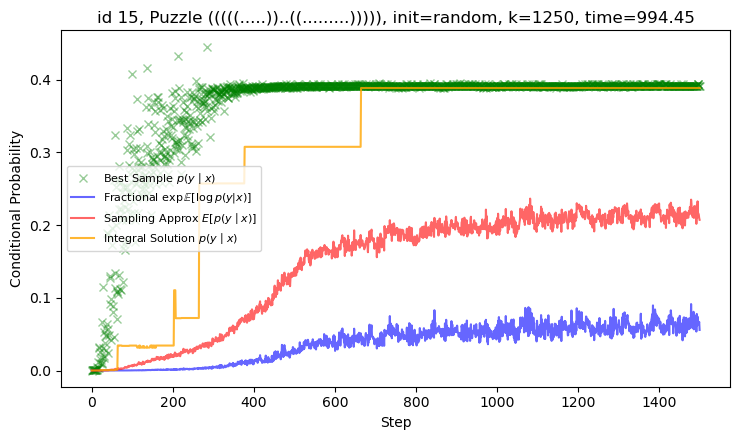 id 15, Puzzle (((((.....))..((.........))))), init=random, k=1250, time=994.45
Conditional Probability
0.4
0.3
0.2
0.1
0.0
Best Sample p(y | x)
Fractional exp 𝔼[log p(y|x)]
Sampling Approx E[p(y | x)]
Integral Solution p(y | x)
0 200 400 600 800 1000 1200 1400
Step